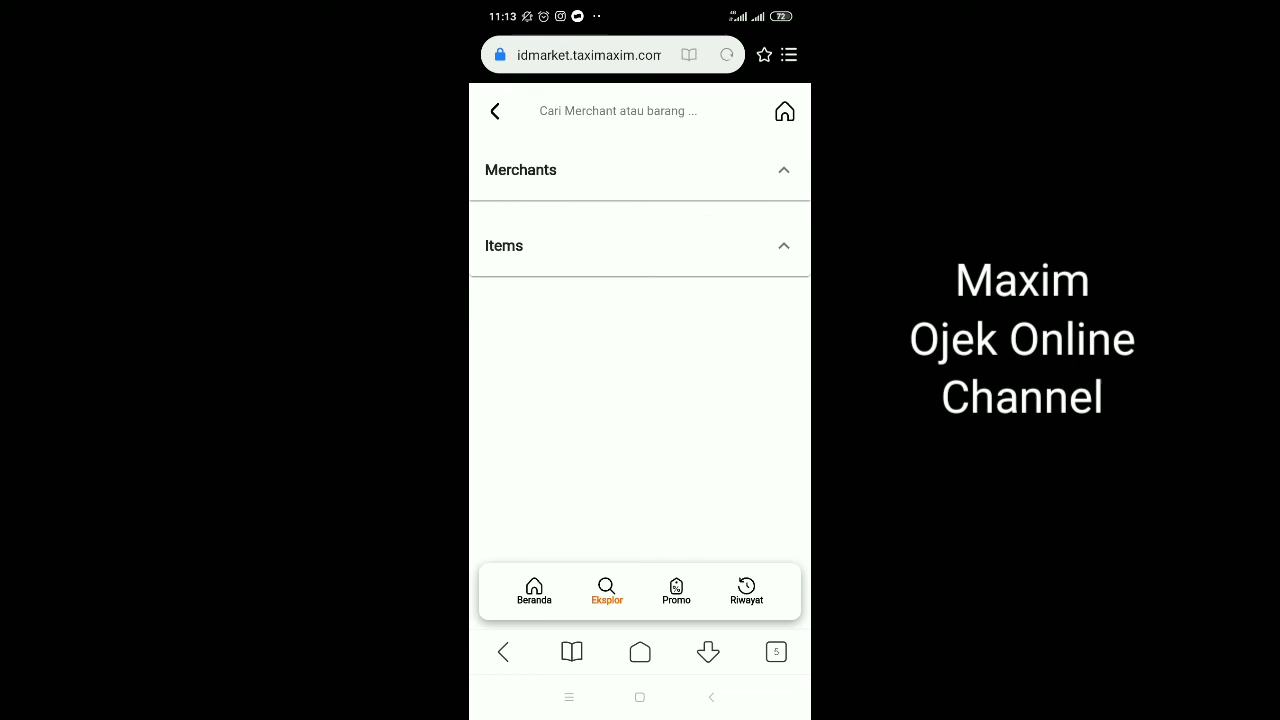 11:13
72
idmarket.taximaxim.com
Cari Merchant atau barang ...
Merchants
Items
Maxim
Ojek Online
Channel
Beranda
Eksplor
Promo
Riwayat
5